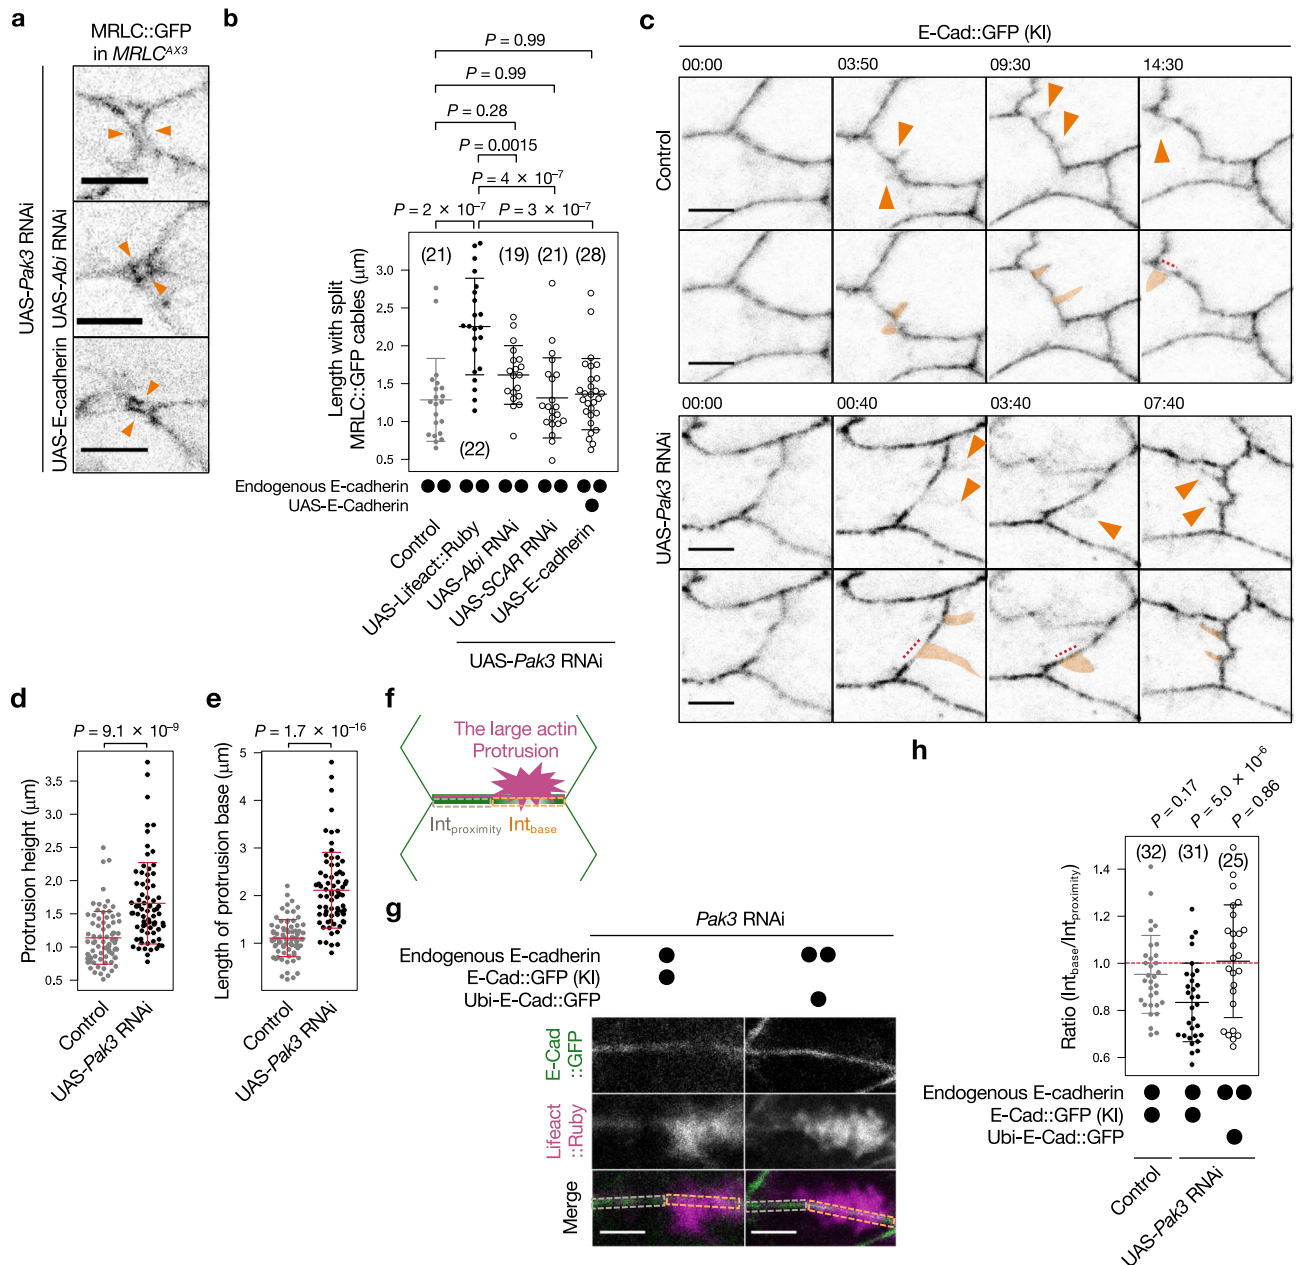 a
MRLC::GFP
in MRLC^AX3
UAS-Pak3 RNAi
UAS-Abi RNAi
UAS-E-cadherin
b
P = 0.99
P = 0.99
P = 0.28
P = 0.0015
P = 4 × 10⁻⁷
P = 2 × 10⁻⁷
P = 3 × 10⁻⁷
(21)
(19)
(21)
(28)
(22)
Length with split
MRLC::GFP cables (μm)
3.0
2.5
2.0
1.5
1.0
0.5
Endogenous E-cadherin
UAS-E-Cadherin
Control
UAS-Lifeact::Ruby
UAS-Abi RNAi
UAS-SCAR RNAi
UAS-E-cadherin
UAS-Pak3 RNAi
c
E-Cad::GFP (KI)
00:00
03:50
09:30
14:30
Control
00:00
00:40
03:40
07:40
UAS-Pak3 RNAi
d
P = 9.1 × 10⁻⁹
Protrusion height (μm)
3.5
3.0
2.5
2.0
1.5
1.0
0.5
Control
UAS-Pak3 RNAi
e
P = 1.7 × 10⁻¹⁶
Length of protrusion base (μm)
5
4
3
2
1
Control
UAS-Pak3 RNAi
f
The large actin
Protrusion
Int_proximity
Int_base
g
Pak3 RNAi
Endogenous E-cadherin
E-Cad::GFP (KI)
Ubi-E-Cad::GFP
E-Cad
::GFP
Lifeact
::Ruby
Merge
h
P = 0.17
P = 5.0 × 10⁻⁶
P = 0.86
(32)
(31)
(25)
Ratio (Int_base/Int_proximity)
1.4
1.2
1.0
0.8
0.6
Endogenous E-cadherin
E-Cad::GFP (KI)
Ubi-E-Cad::GFP
Control
UAS-Pak3 RNAi